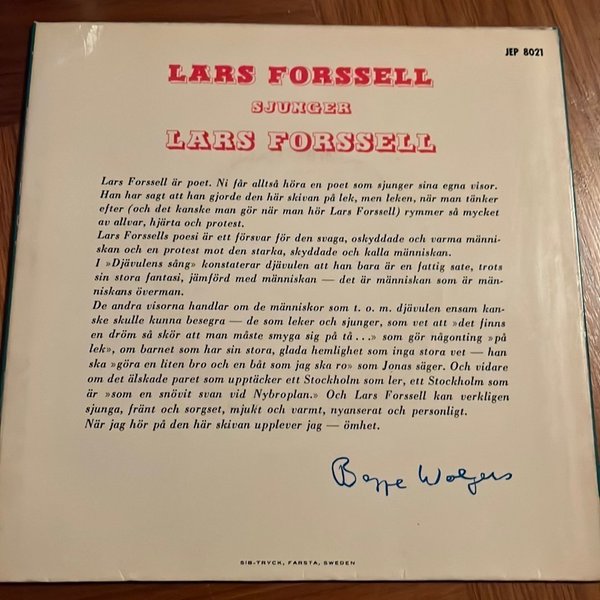 JEP 8021
LARS FORSSELL
SJUNGER
LARS FORSSELL
Lars Forssell är poet. Ni får alltså höra en poet som sjunger sina egna visor.
Han har sagt att han gjorde den här skivan på lek, men leken, när man tänker
efter (och det kanske man gör när man hör Lars Forssell) rymmer så mycket
av allvar, hjärta och protest.
Lars Forssells poesi är ett försvar för den svaga, oskyddade och varma männi-
skan och en protest mot den starka, skyddade och kalla människan.
I »Djävulens sång» konstaterar djävulen att han bara är en fattig sate, trots
sin stora fantasi, jämförd med människan — det är människan som är män-
niskans överman.
De andra visorna handlar om de människor som t. o. m. djävulen ensam kan-
ske skulle kunna besegra — de som leker och sjunger, som vet att »det finns
en dröm så skör att man måste smyga sig på tå...» som gör någonting »på
lek», om barnet som har sin stora, glada hemlighet som inga stora vet — han
ska »göra en liten bro och en båt som jag ska ro» som Jonas säger. Och vidare
om det älskade paret som upptäcker ett Stockholm som ler, ett Stockholm som
är »som en snövit svan vid Nybroplan.» Och Lars Forssell kan verkligen
sjunga, fränt och sorgset, mjukt och varmt, nyanserat och personligt.
När jag hör på den här skivan upplever jag — ömhet.
Beppe Wolgers
SIB-TRYCK, FARSTA, SWEDEN